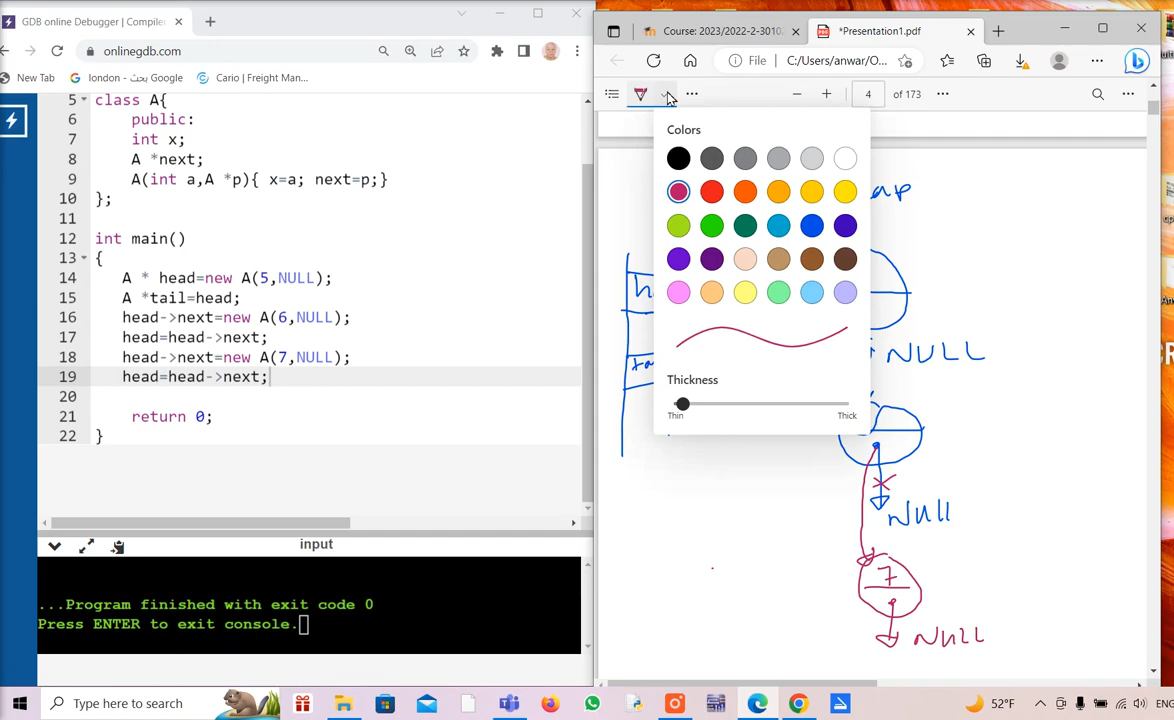 GDB online Debugger | Compiler
onlinegdb.com
New Tab
london - بحث Google
Cario | Freight Man...
5 class A{
6 public:
7 int x;
8 A *next;
9 A(int a,A *p){ x=a; next=p;}
10 };
11
12 int main()
13 {
14 A * head=new A(5,NULL);
15 A *tail=head;
16 head->next=new A(6,NULL);
17 head=head->next;
18 head->next=new A(7,NULL);
19 head=head->next;
20
21 return 0;
22 }
input
...Program finished with exit code 0
Press ENTER to exit console.
Course: 2023/2022-2-3010
*Presentation1.pdf
File
C:/Users/anwar/O...
4 of 173
Colors
Thickness
Thin
Thick
ap
NULL
NULL
7
NULL
Type here to search
52°F